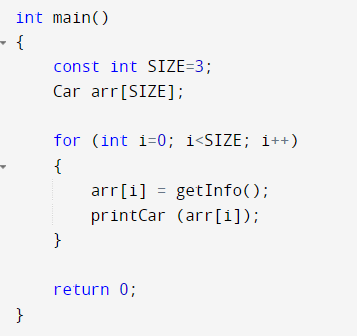 int main()
{
    const int SIZE=3;
    Car arr[SIZE];

    for (int i=0; i<SIZE; i++)
    {
        arr[i] = getInfo();
        printCar (arr[i]);
    }

    return 0;
}